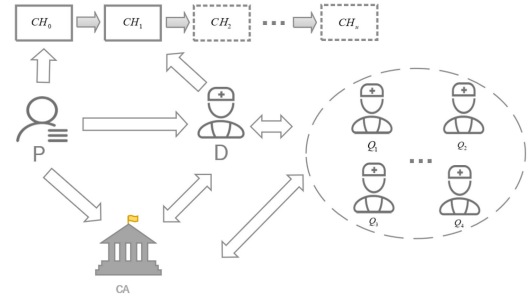 CH₀ CH₁ CH₂ ... CHₙ
Q₁ Q₂
P D
...
Q₃ Q₄
CA